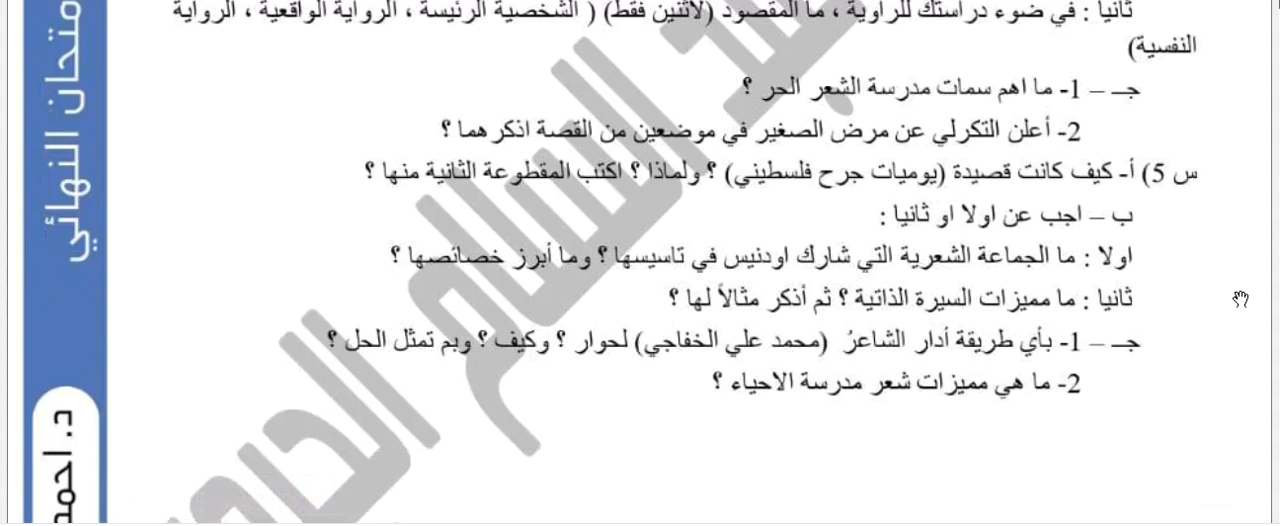 ثانيا : في ضوء دراستك للراوية ، ما المقصود (لاثنين فقط) ( الشخصية الرئيسة ، الرواية الواقعية ، الرواية
النفسية)
جـ – 1- ما اهم سمات مدرسة الشعر الحر ؟
2- أعلن التكرلي عن مرض الصغير في موضعين من القصة اذكر هما ؟
س 5) أ- كيف كانت قصيدة (يوميات جرح فلسطيني) ؟ ولماذا ؟ اكتب المقطوعة الثانية منها ؟
ب – اجب عن اولا او ثانيا :
اولا : ما الجماعة الشعرية التي شارك اودنيس في تاسيسها ؟ وما أبرز خصائصها ؟
ثانيا : ما مميزات السيرة الذاتية ؟ ثم أذكر مثالاً لها ؟
جـ – 1- بأي طريقة أدار الشاعرُ (محمد علي الخفاجي) لحوار ؟ وكيف ؟ وبم تمثل الحل ؟
2- ما هي مميزات شعر مدرسة الاحياء ؟
متحان النهائي
د. احمد